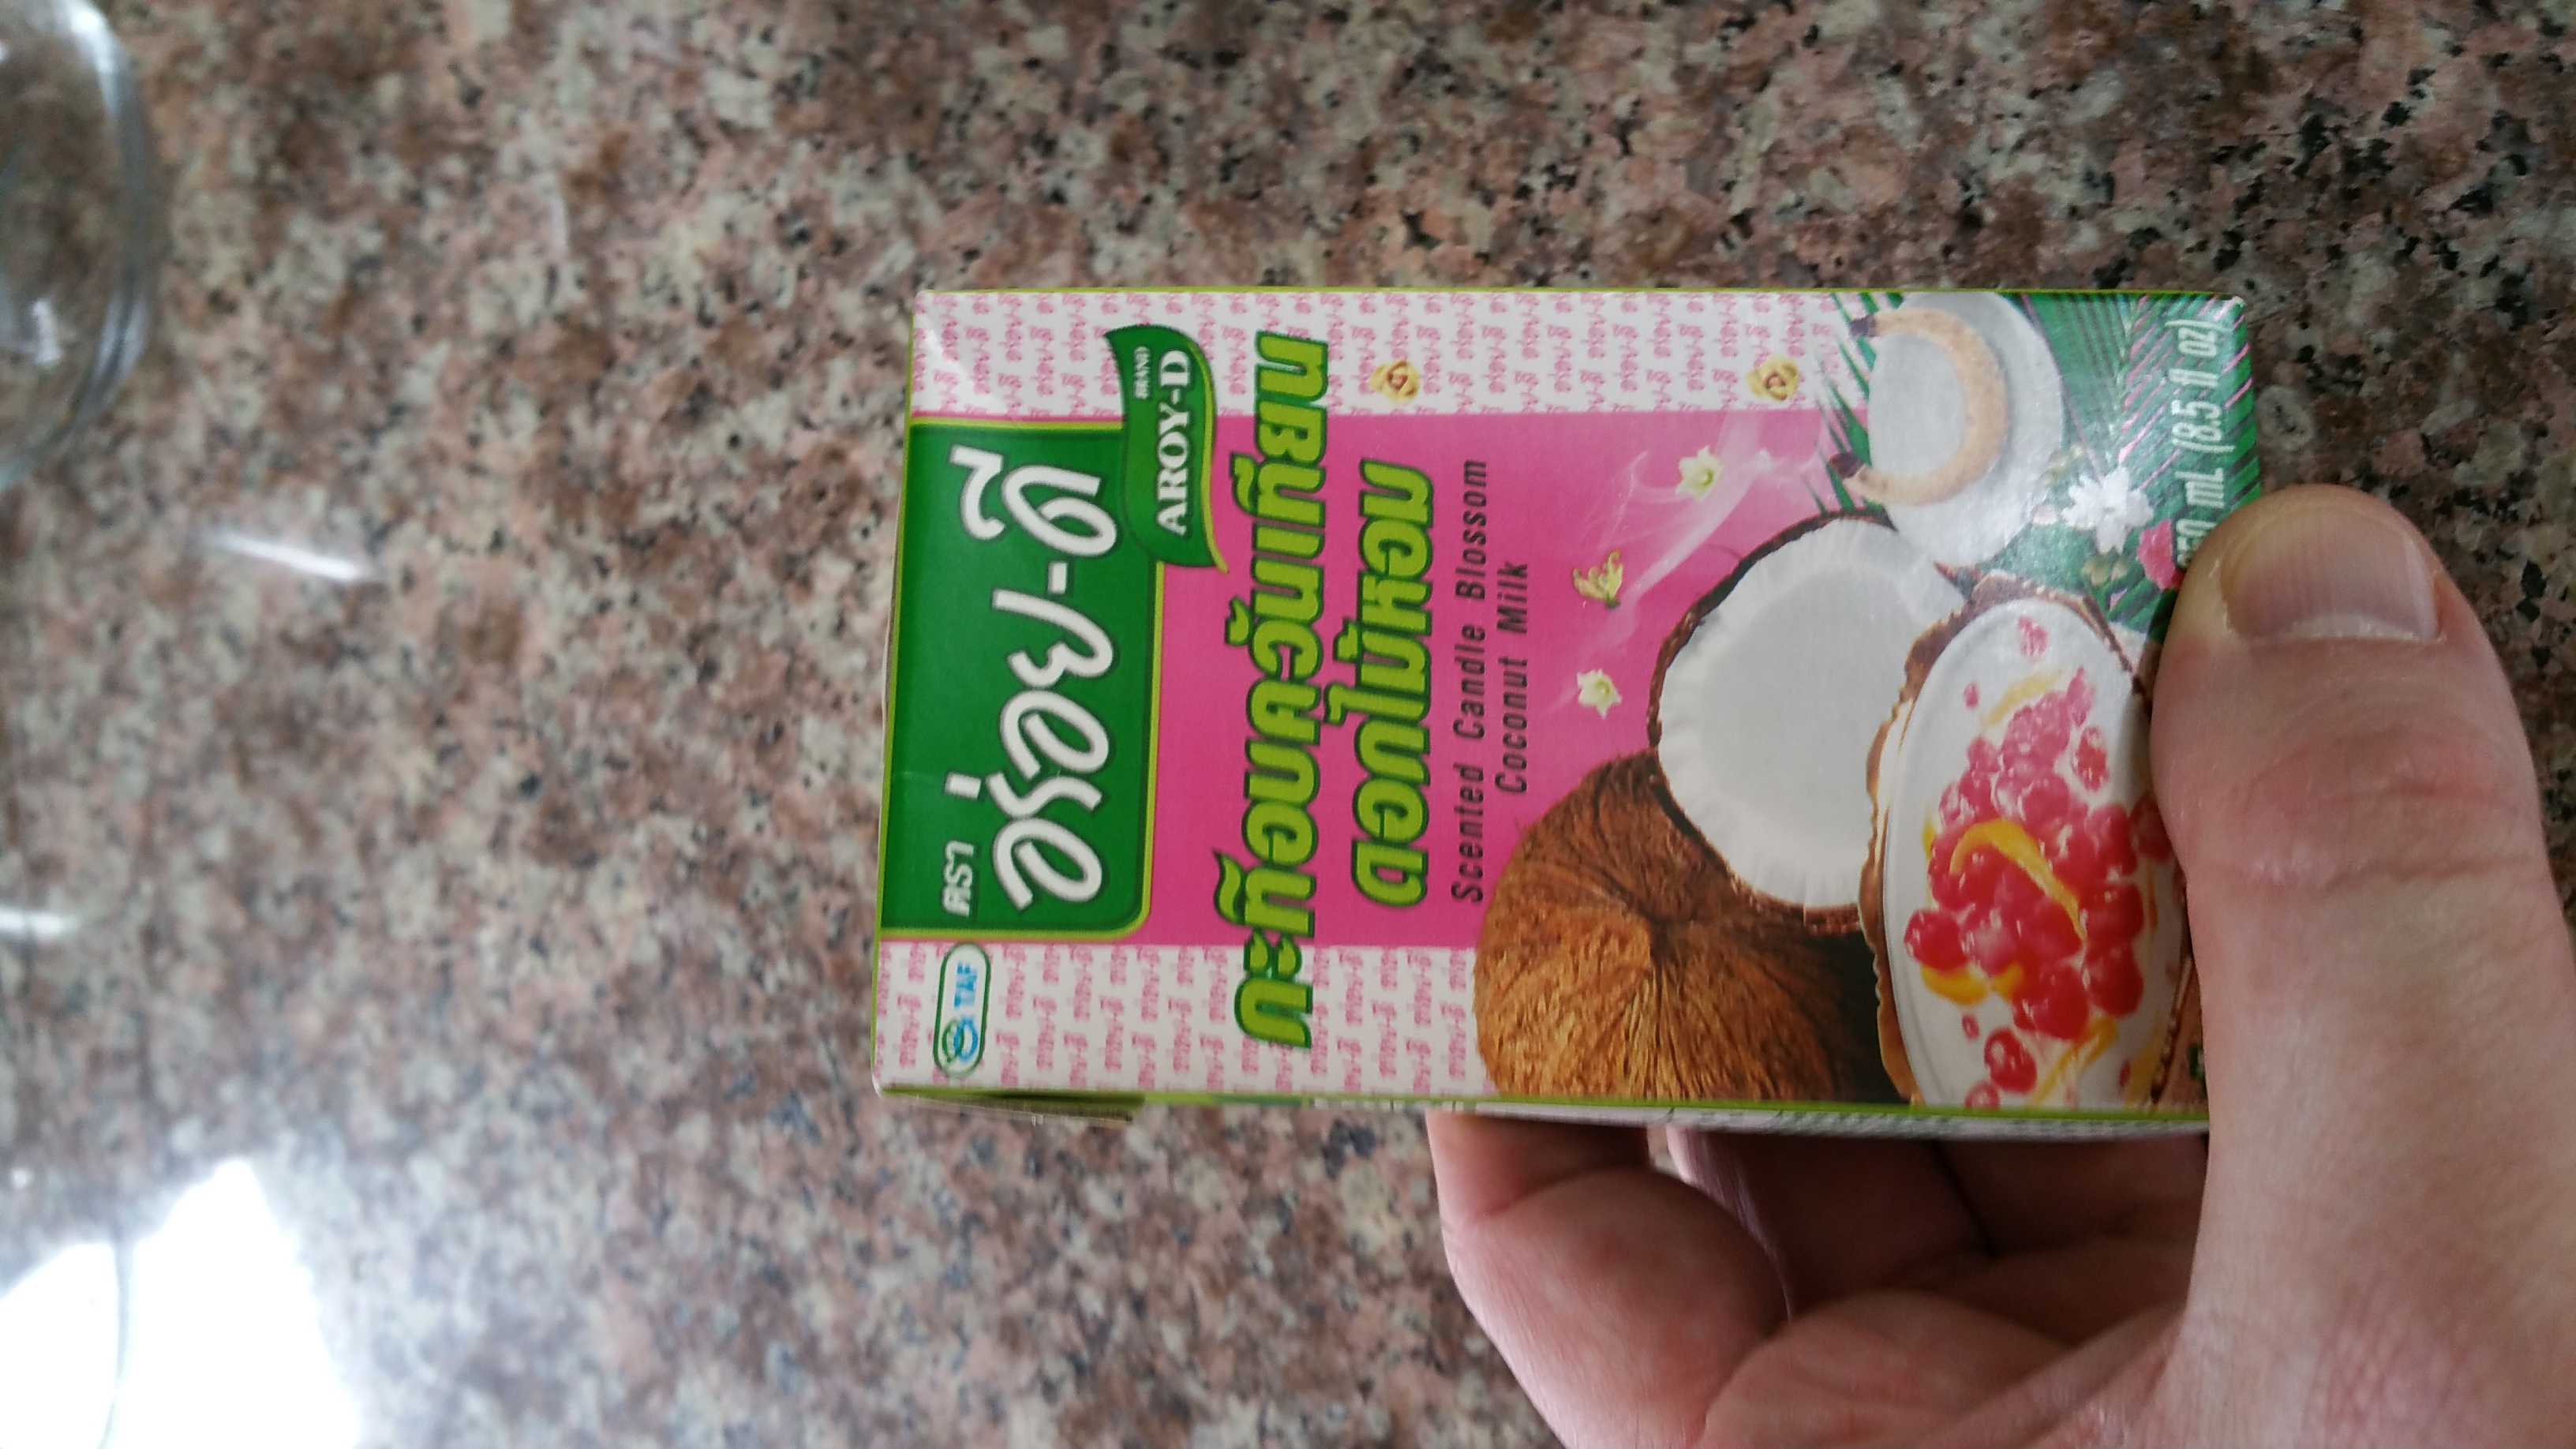 ตรา
อร่อย-ดี
BRAND
AROY-D
TAF
กะทิอบควันเทียน
ดอกไม้หอม
Scented Candle Blossom
Coconut Milk
mL (8.5 fl oz)